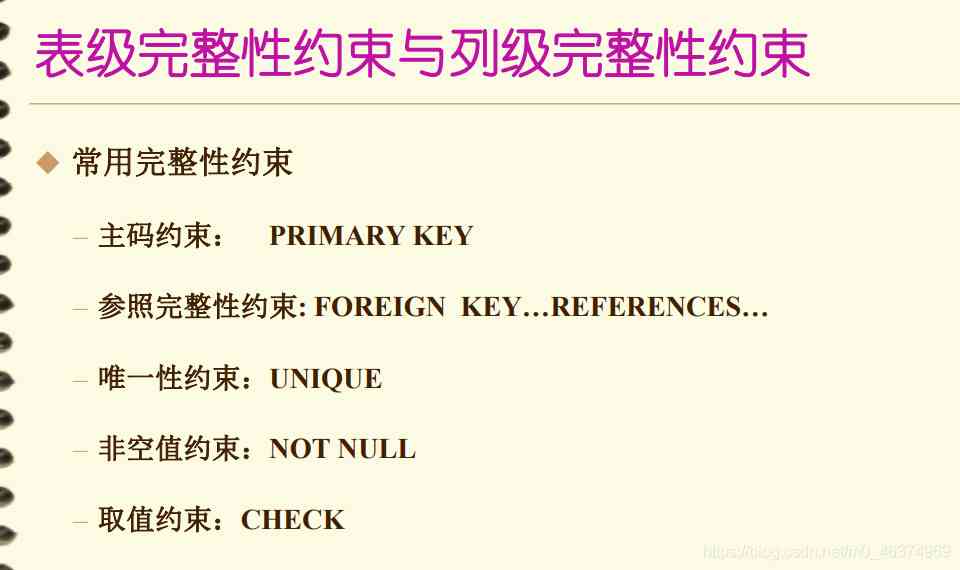 表级完整性约束与列级完整性约束
常用完整性约束
– 主码约束： PRIMARY KEY
– 参照完整性约束: FOREIGN KEY…REFERENCES…
– 唯一性约束：UNIQUE
– 非空值约束：NOT NULL
– 取值约束：CHECK
https://blog.csdn.net/m0_46374969